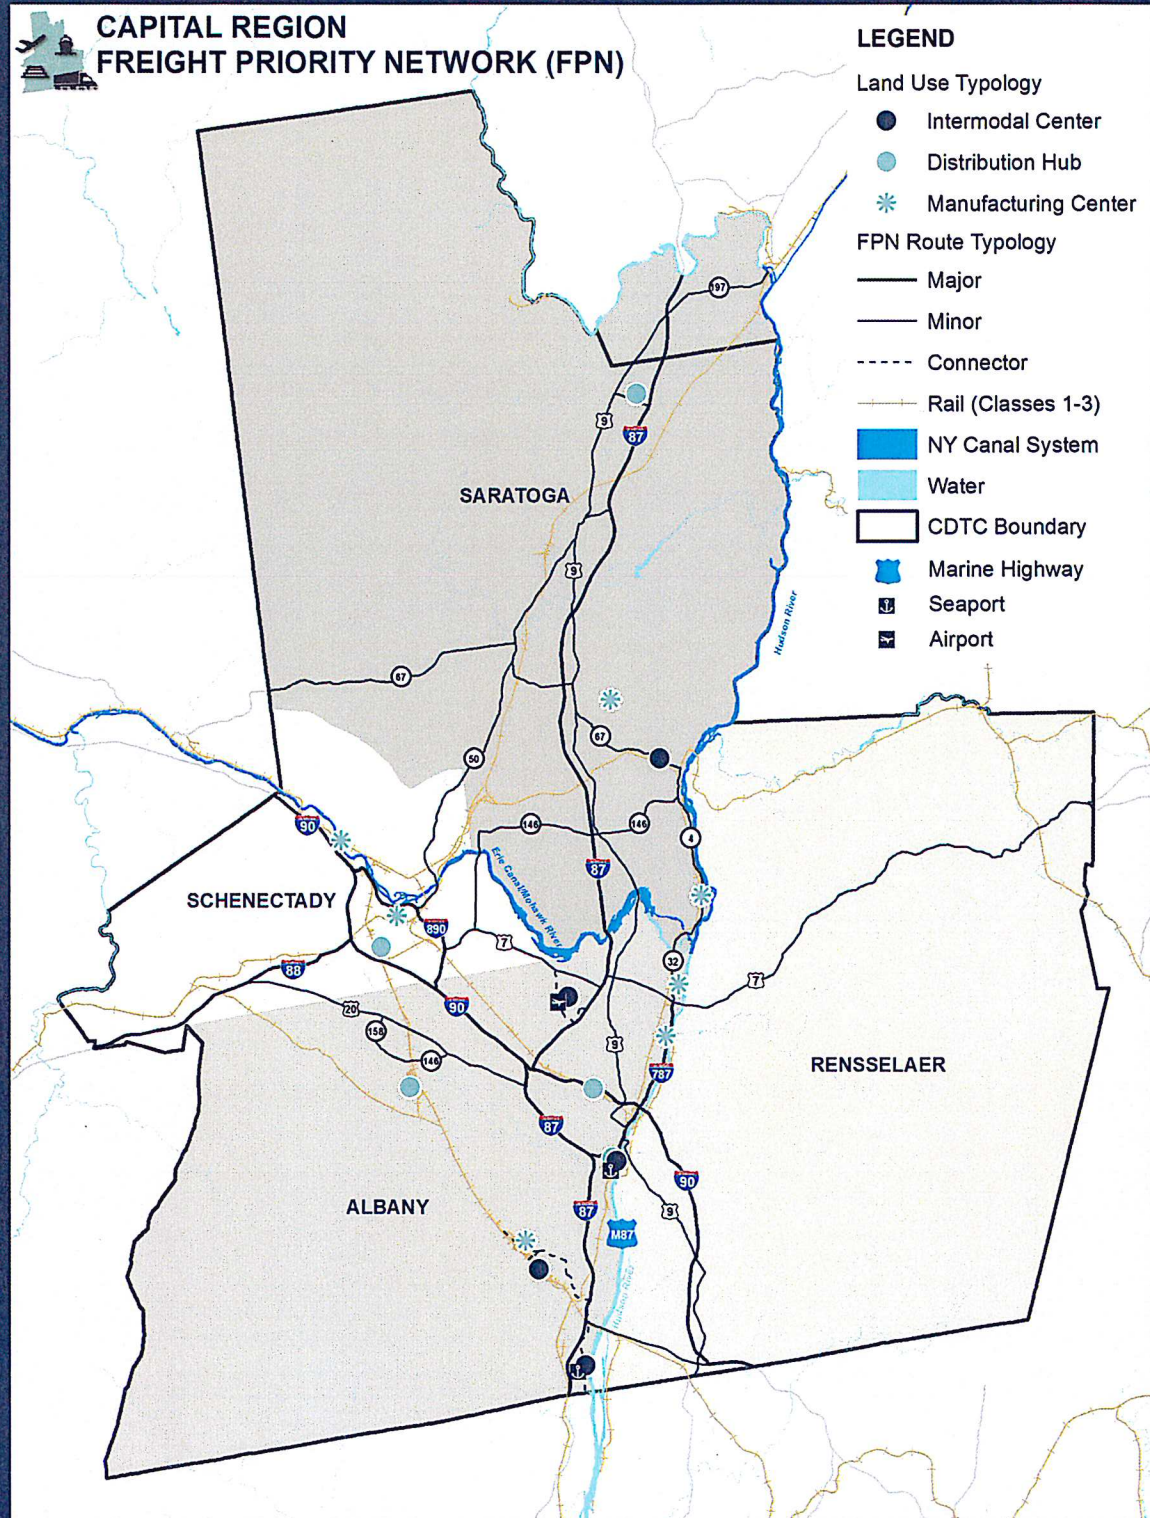 CAPITAL REGION
FREIGHT PRIORITY NETWORK (FPN)
LEGEND
Land Use Typology
Intermodal Center
Distribution Hub
Manufacturing Center
FPN Route Typology
Major
Minor
Connector
Rail (Classes 1-3)
NY Canal System
Water
CDTC Boundary
Marine Highway
Seaport
Airport
197
9
87
SARATOGA
9
Hudson River
67
67
50
146
146
4
90
87
Erie Canal/Mohawk River
SCHENECTADY
890
7
32
7
88
90
20
158
146
9
787
RENSSELAER
87
90
ALBANY
87
9
M87
Hudson River